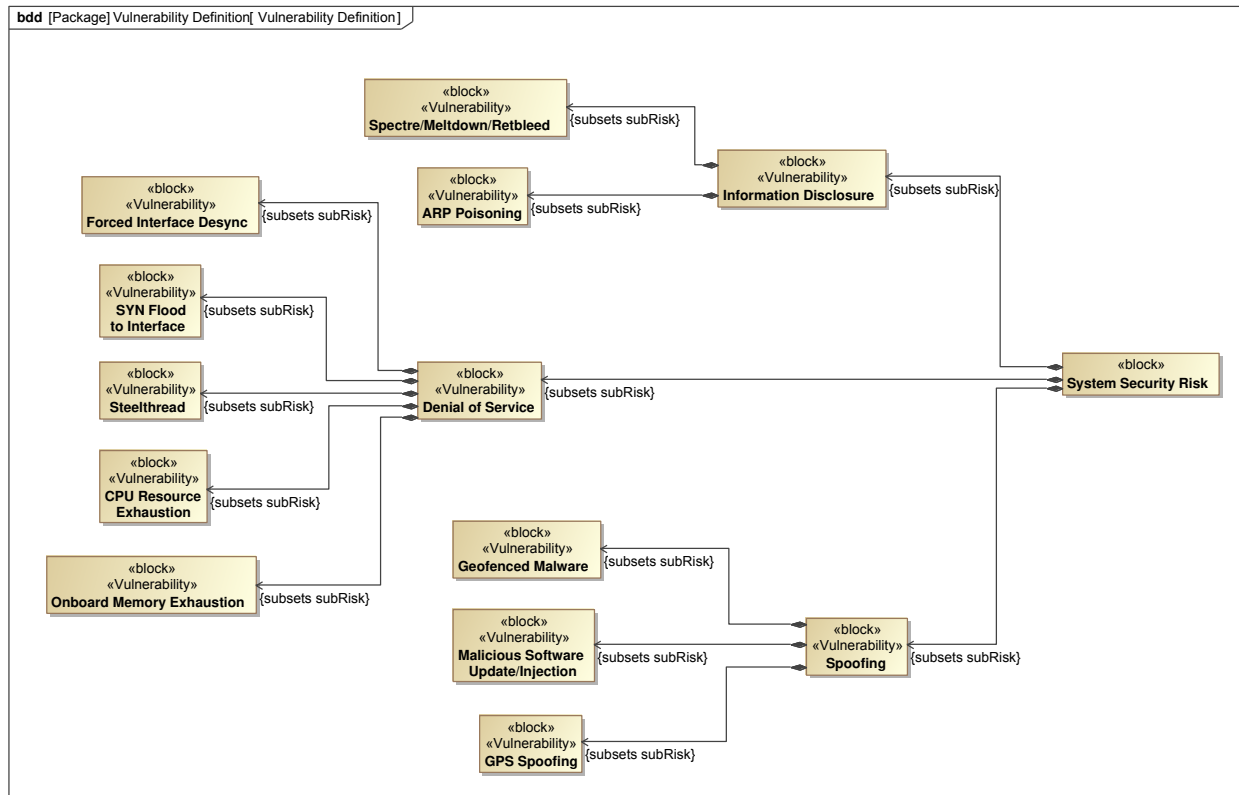 bdd [Package] Vulnerability Definition[ Vulnerability Definition ]
«block»
«Vulnerability»
Spectre/Meltdown/Retbleed
{subsets subRisk}
«block»
«Vulnerability»
Information Disclosure
{subsets subRisk}
«block»
«Vulnerability»
ARP Poisoning
{subsets subRisk}
«block»
«Vulnerability»
Forced Interface Desync
{subsets subRisk}
«block»
«Vulnerability»
SYN Flood
to Interface
{subsets subRisk}
«block»
«Vulnerability»
Steelthread
{subsets subRisk}
«block»
«Vulnerability»
Denial of Service
{subsets subRisk}
«block»
System Security Risk
«block»
«Vulnerability»
CPU Resource
Exhaustion
{subsets subRisk}
«block»
«Vulnerability»
Onboard Memory Exhaustion
{subsets subRisk}
«block»
«Vulnerability»
Geofenced Malware
{subsets subRisk}
«block»
«Vulnerability»
Malicious Software
Update/Injection
{subsets subRisk}
«block»
«Vulnerability»
Spoofing
{subsets subRisk}
«block»
«Vulnerability»
GPS Spoofing
{subsets subRisk}